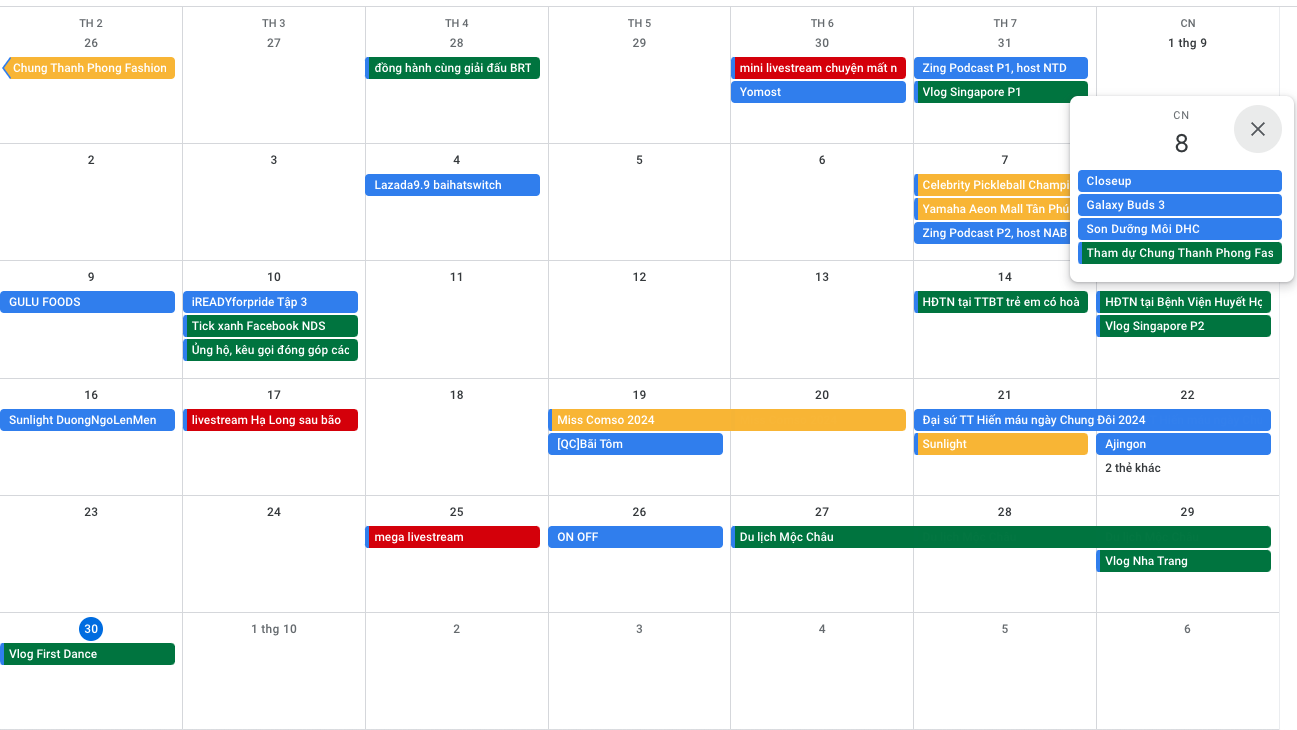 TH 2
TH 3
TH 4
TH 5
TH 6
TH 7
CN
26
27
28
29
30
31
1 thg 9
Chung Thanh Phong Fashion
đồng hành cùng giải đấu BRT
mini livestream chuyện mất n
Zing Podcast P1, host NTD
Yomost
Vlog Singapore P1
CN
8
Closeup
Galaxy Buds 3
Son Dưỡng Môi DHC
Tham dự Chung Thanh Phong Fas
2
3
4
5
6
7
Lazada9.9 baihatswitch
Celebrity Pickleball Champi
Yamaha Aeon Mall Tân Phú
Zing Podcast P2, host NAB
9
10
11
12
13
14
GULU FOODS
iREADYforpride Tập 3
HĐTN tại TTBT trẻ em có hoà
HĐTN tại Bệnh Viện Huyết Họ
Tick xanh Facebook NDS
Vlog Singapore P2
Ủng hộ, kêu gọi đóng góp các
16
17
18
19
20
21
22
Sunlight DuongNgoLenMen
livestream Hạ Long sau bão
Miss Comso 2024
Đại sứ TT Hiến máu ngày Chung Đôi 2024
[QC]Bãi Tôm
Sunlight
Ajingon
2 thẻ khác
23
24
25
26
27
28
29
mega livestream
ON OFF
Du lịch Mộc Châu
Vlog Nha Trang
30
1 thg 10
2
3
4
5
6
Vlog First Dance